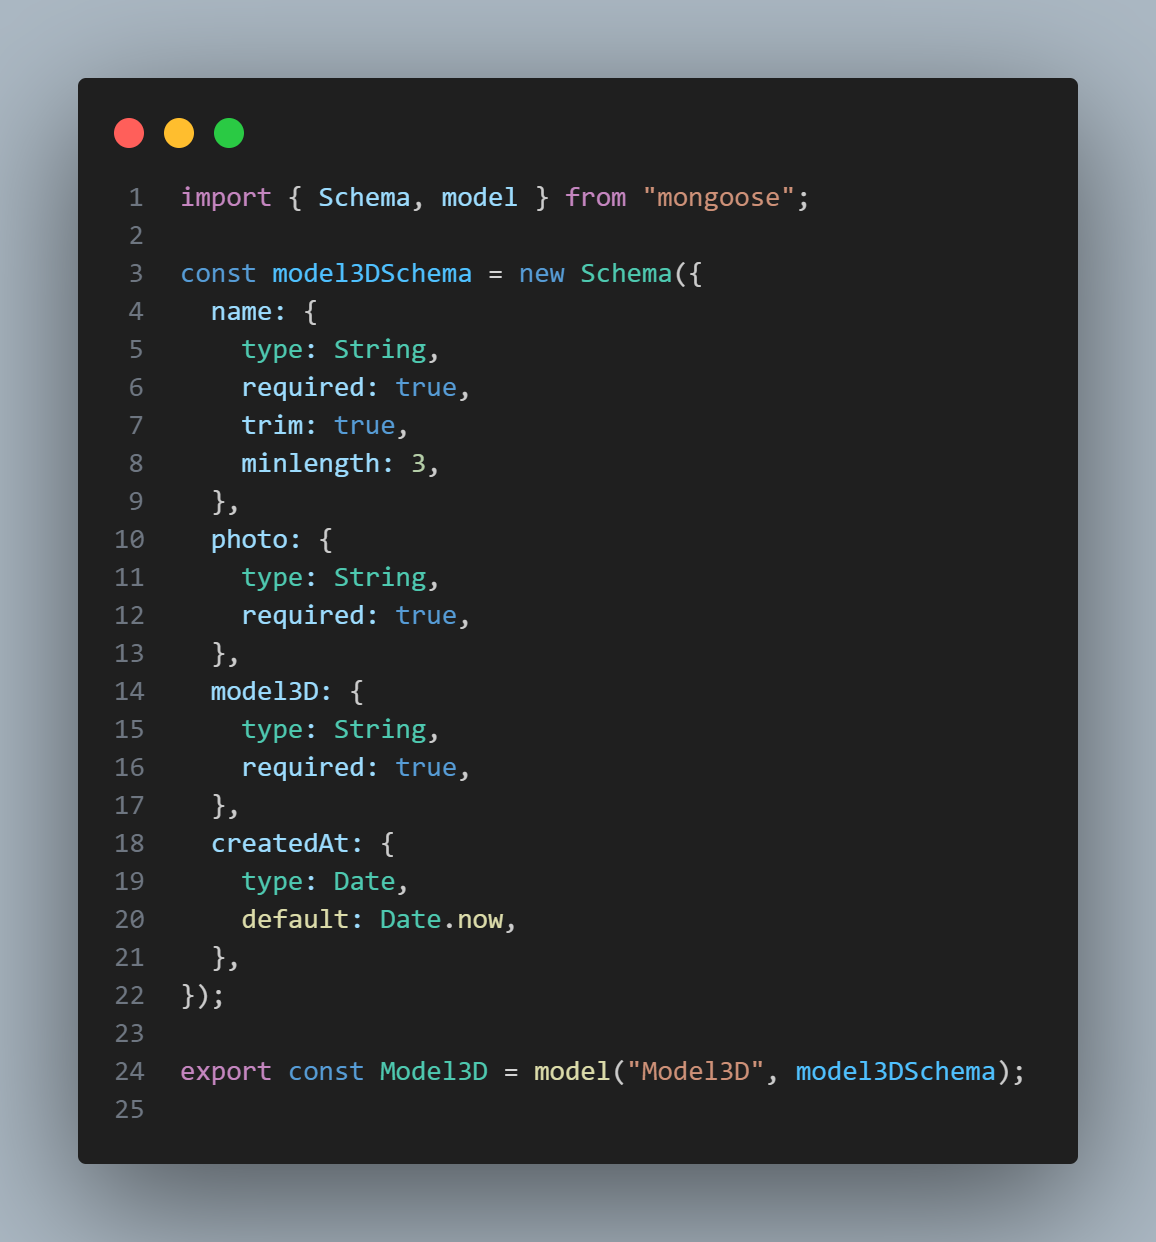 1 import { Schema, model } from "mongoose";
2
3 const model3DSchema = new Schema({
4   name: {
5     type: String,
6     required: true,
7     trim: true,
8     minlength: 3,
9   },
10   photo: {
11     type: String,
12     required: true,
13   },
14   model3D: {
15     type: String,
16     required: true,
17   },
18   createdAt: {
19     type: Date,
20     default: Date.now,
21   },
22 });
23
24 export const Model3D = model("Model3D", model3DSchema);
25